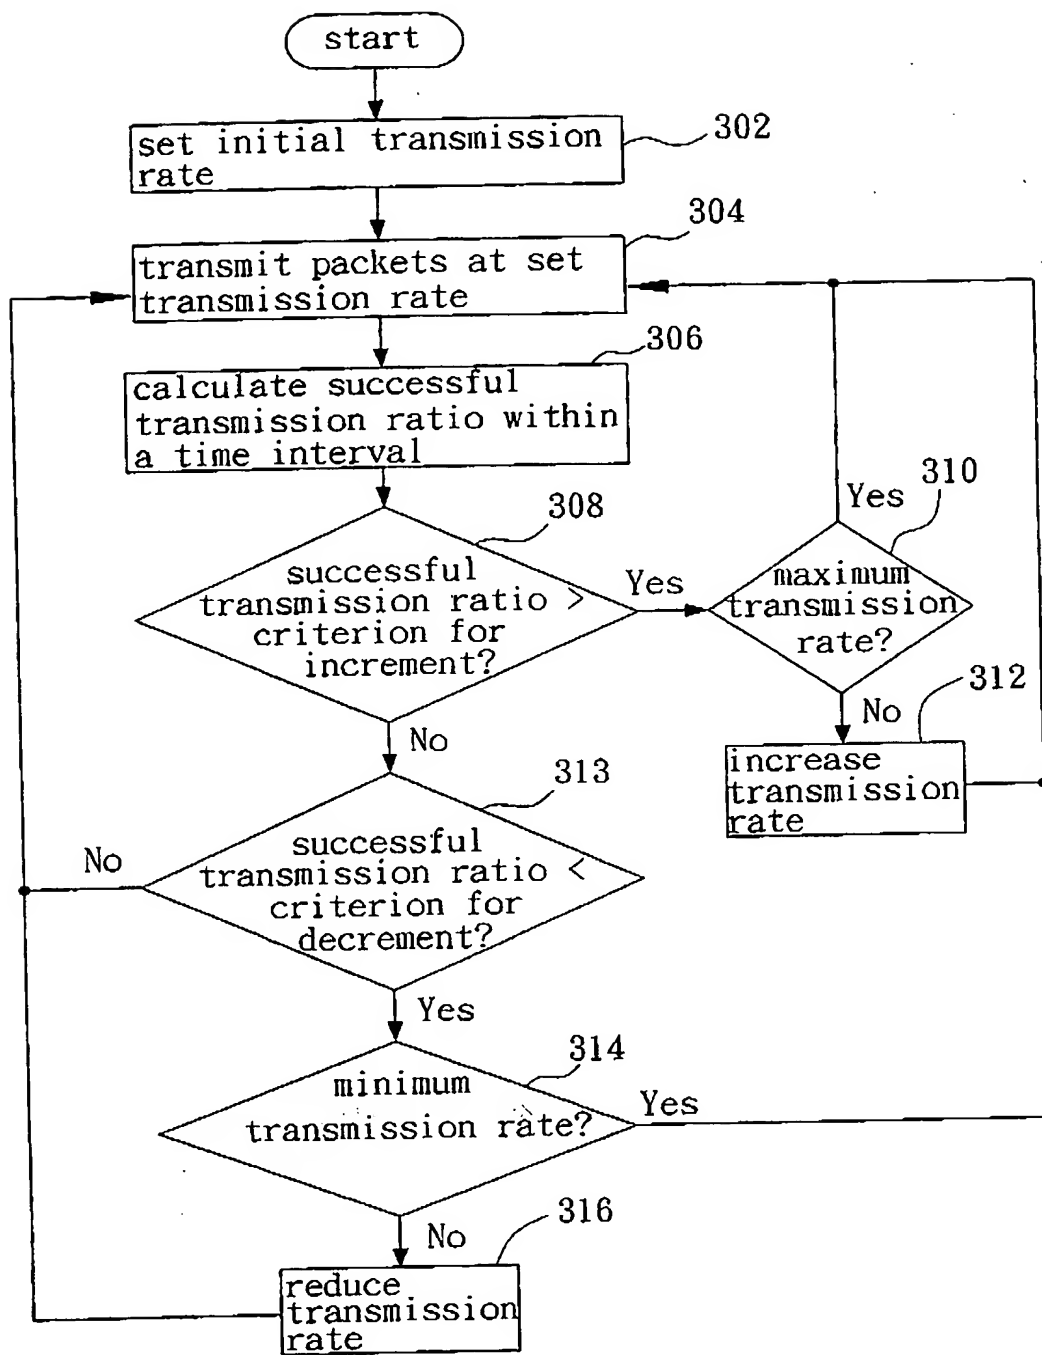 start
302
set initial transmission
rate
304
transmit packets at set
transmission rate
306
calculate successful
transmission ratio within
a time interval
308
successful
transmission ratio >
criterion for
increment?
Yes
310
Yes
maximum
transmission
rate?
No
312
increase
transmission
rate
No
313
successful
transmission ratio <
criterion for
decrement?
No
Yes
314
minimum
transmission rate?
Yes
No
316
reduce
transmission
rate